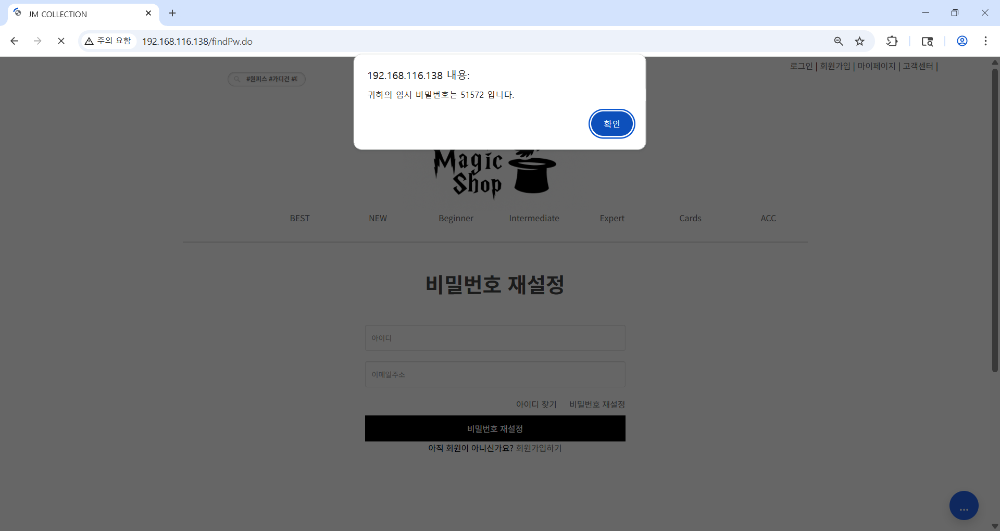 JM COLLECTION
주의 요함 192.168.116.138/findPw.do
192.168.116.138 내용:
귀하의 임시 비밀번호는 51572 입니다.
확인
로그인 | 회원가입 | 마이페이지 | 고객센터 |
#원피스 #가디건 #
Magic
Shop
BEST NEW Beginner Intermediate Expert Cards ACC
비밀번호 재설정
아이디
이메일주소
아이디 찾기 비밀번호 재설정
비밀번호 재설정
아직 회원이 아니신가요? 회원가입하기
...